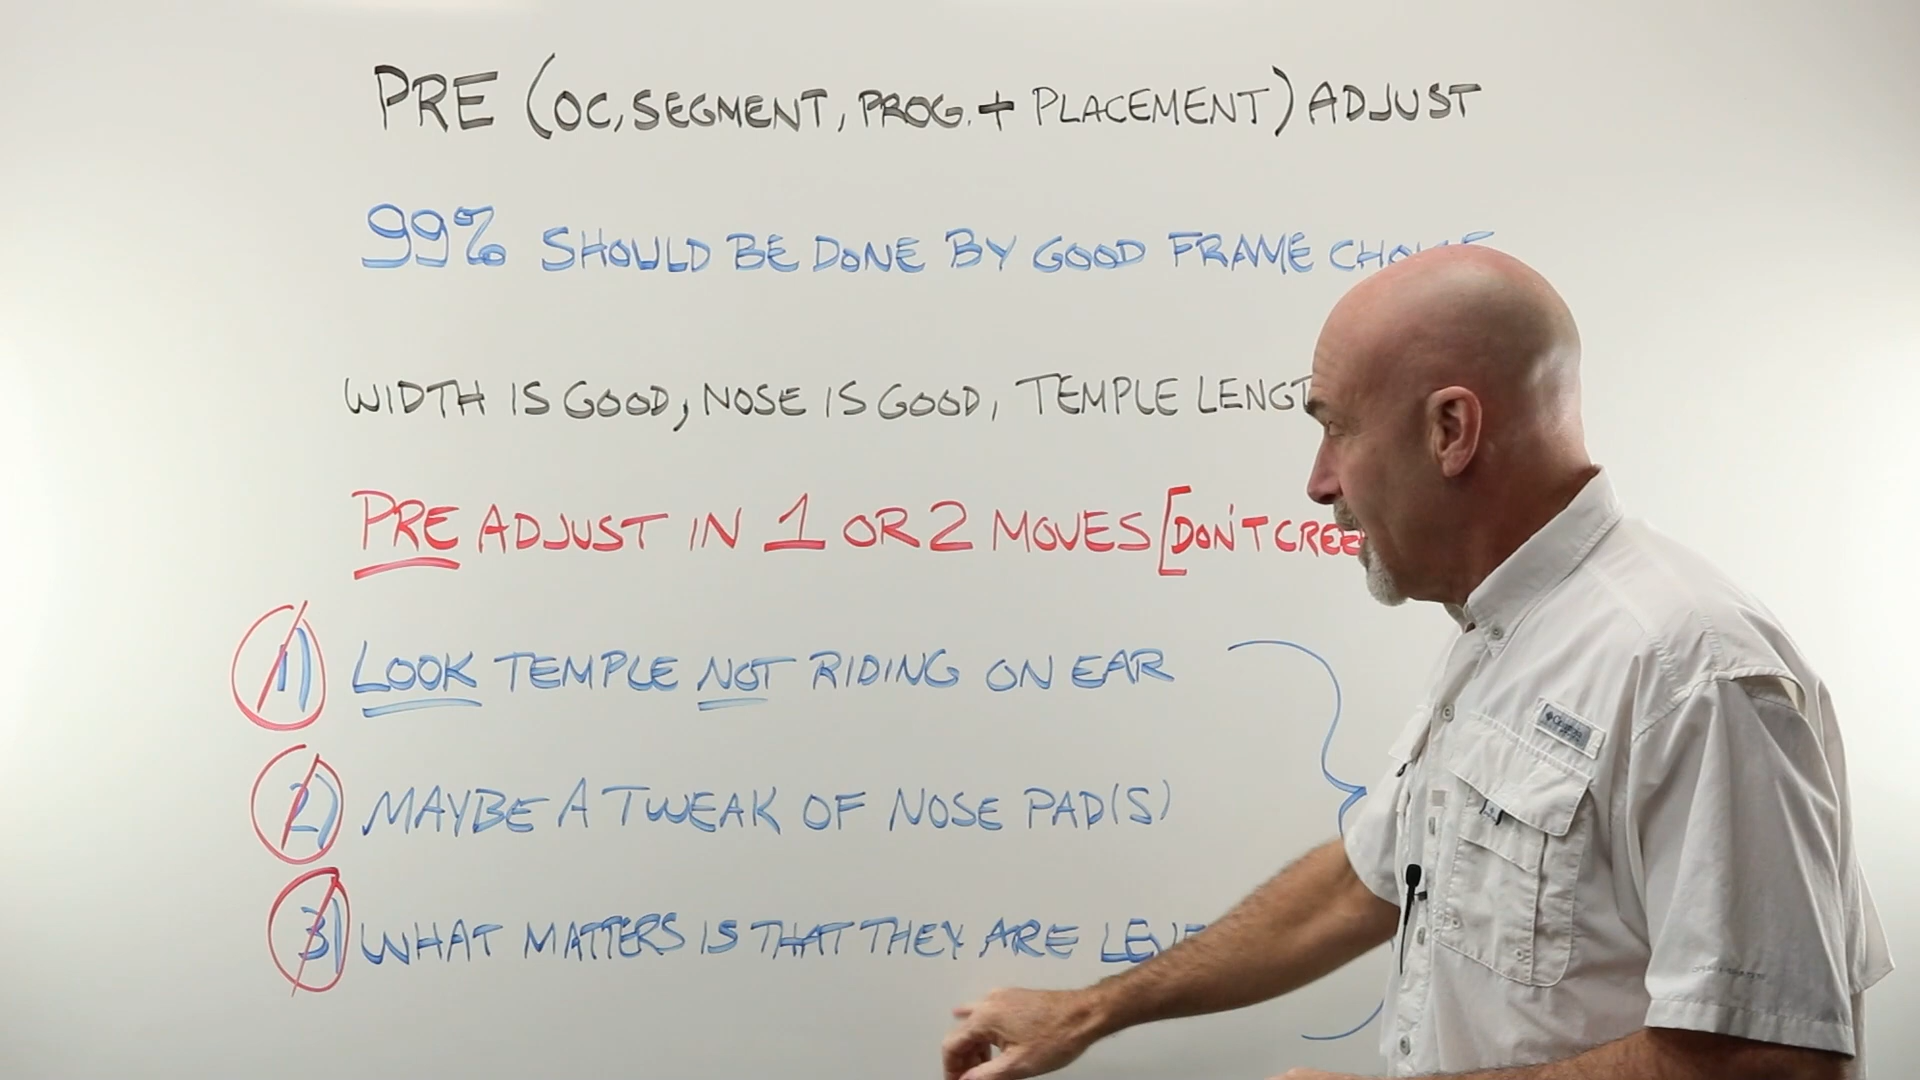 PRE (OC, SEGMENT, PROG. + PLACEMENT) ADJUST
99% SHOULD BE DONE BY GOOD FRAME
WIDTH IS GOOD, NOSE IS GOOD, TEMPLE
PRE ADJUST IN 1 OR 2 MOVES [DON'T
1) LOOK TEMPLE NOT RIDING ON EAR
2) MAYBE A TWEAK OF NOSE PAD(S)
3) WHAT MATTERS IS THAT THEY ARE
Columbia